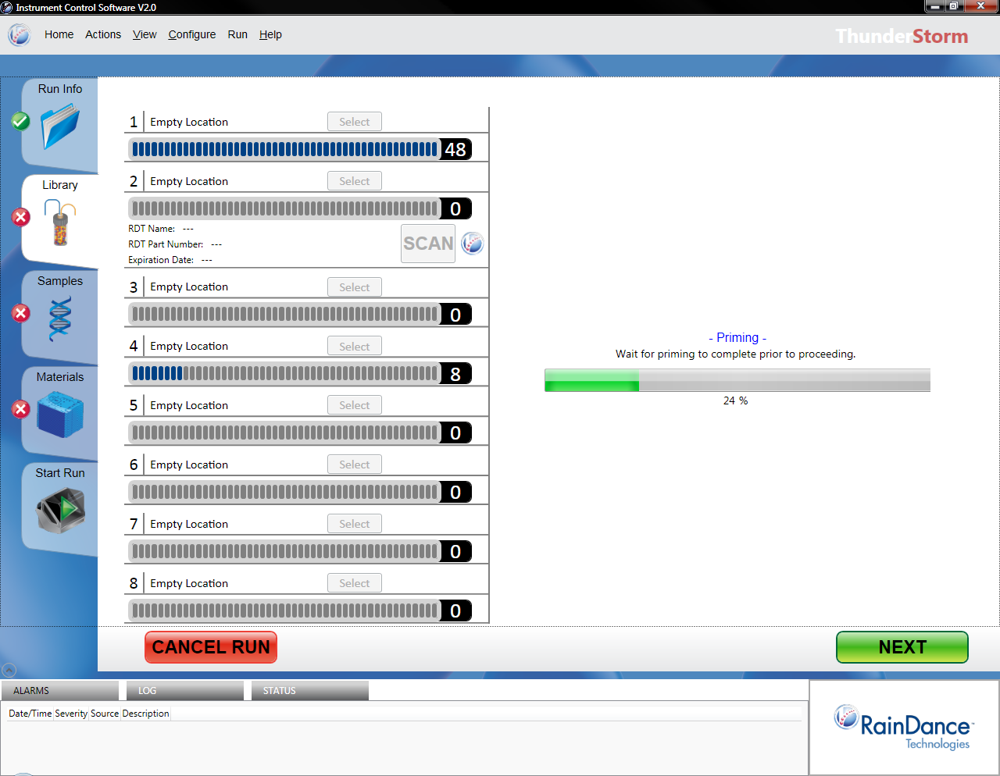 Instrument Control Software V2.0
Home Actions View Configure Run Help
ThunderStorm
Run Info
Library
Samples
Materials
Start Run
1 Empty Location Select
48
2 Empty Location Select
0
RDT Name: ---
RDT Part Number: ---
Expiration Date: ---
SCAN
3 Empty Location Select
0
4 Empty Location Select
8
5 Empty Location Select
0
6 Empty Location Select
0
7 Empty Location Select
0
8 Empty Location Select
0
- Priming -
Wait for priming to complete prior to proceeding.
24 %
CANCEL RUN
NEXT
ALARMS LOG STATUS
Date/Time Severity Source Description
RainDance™
Technologies